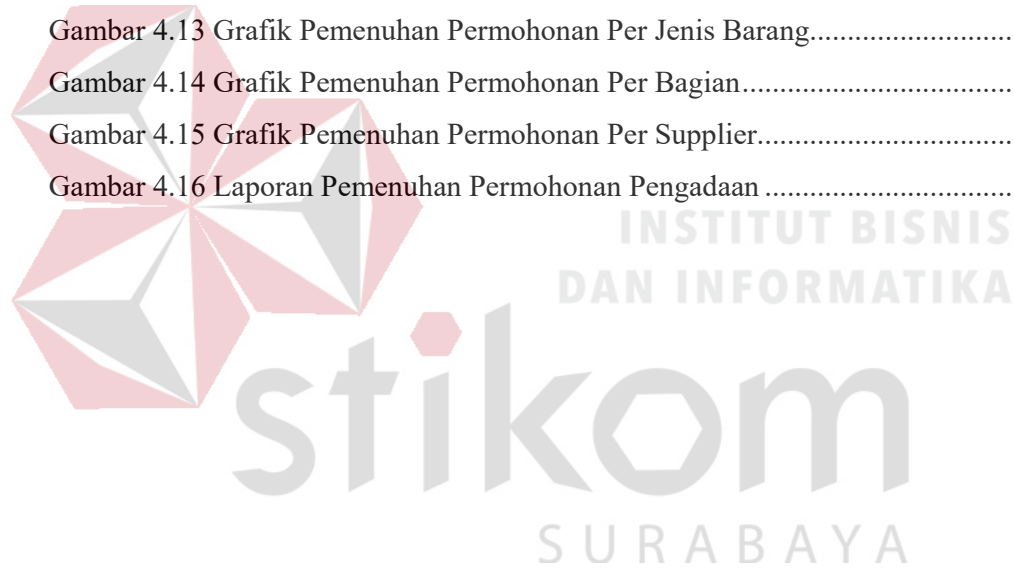 Gambar 4.13 Grafik Pemenuhan Permohonan Per Jenis Barang..........................
Gambar 4.14 Grafik Pemenuhan Permohonan Per Bagian..................................
Gambar 4.15 Grafik Pemenuhan Permohonan Per Supplier................................
Gambar 4.16 Laporan Pemenuhan Permohonan Pengadaan ...............................
INSTITUT BISNIS
DAN INFORMATIKA
stikom
SURABAYA